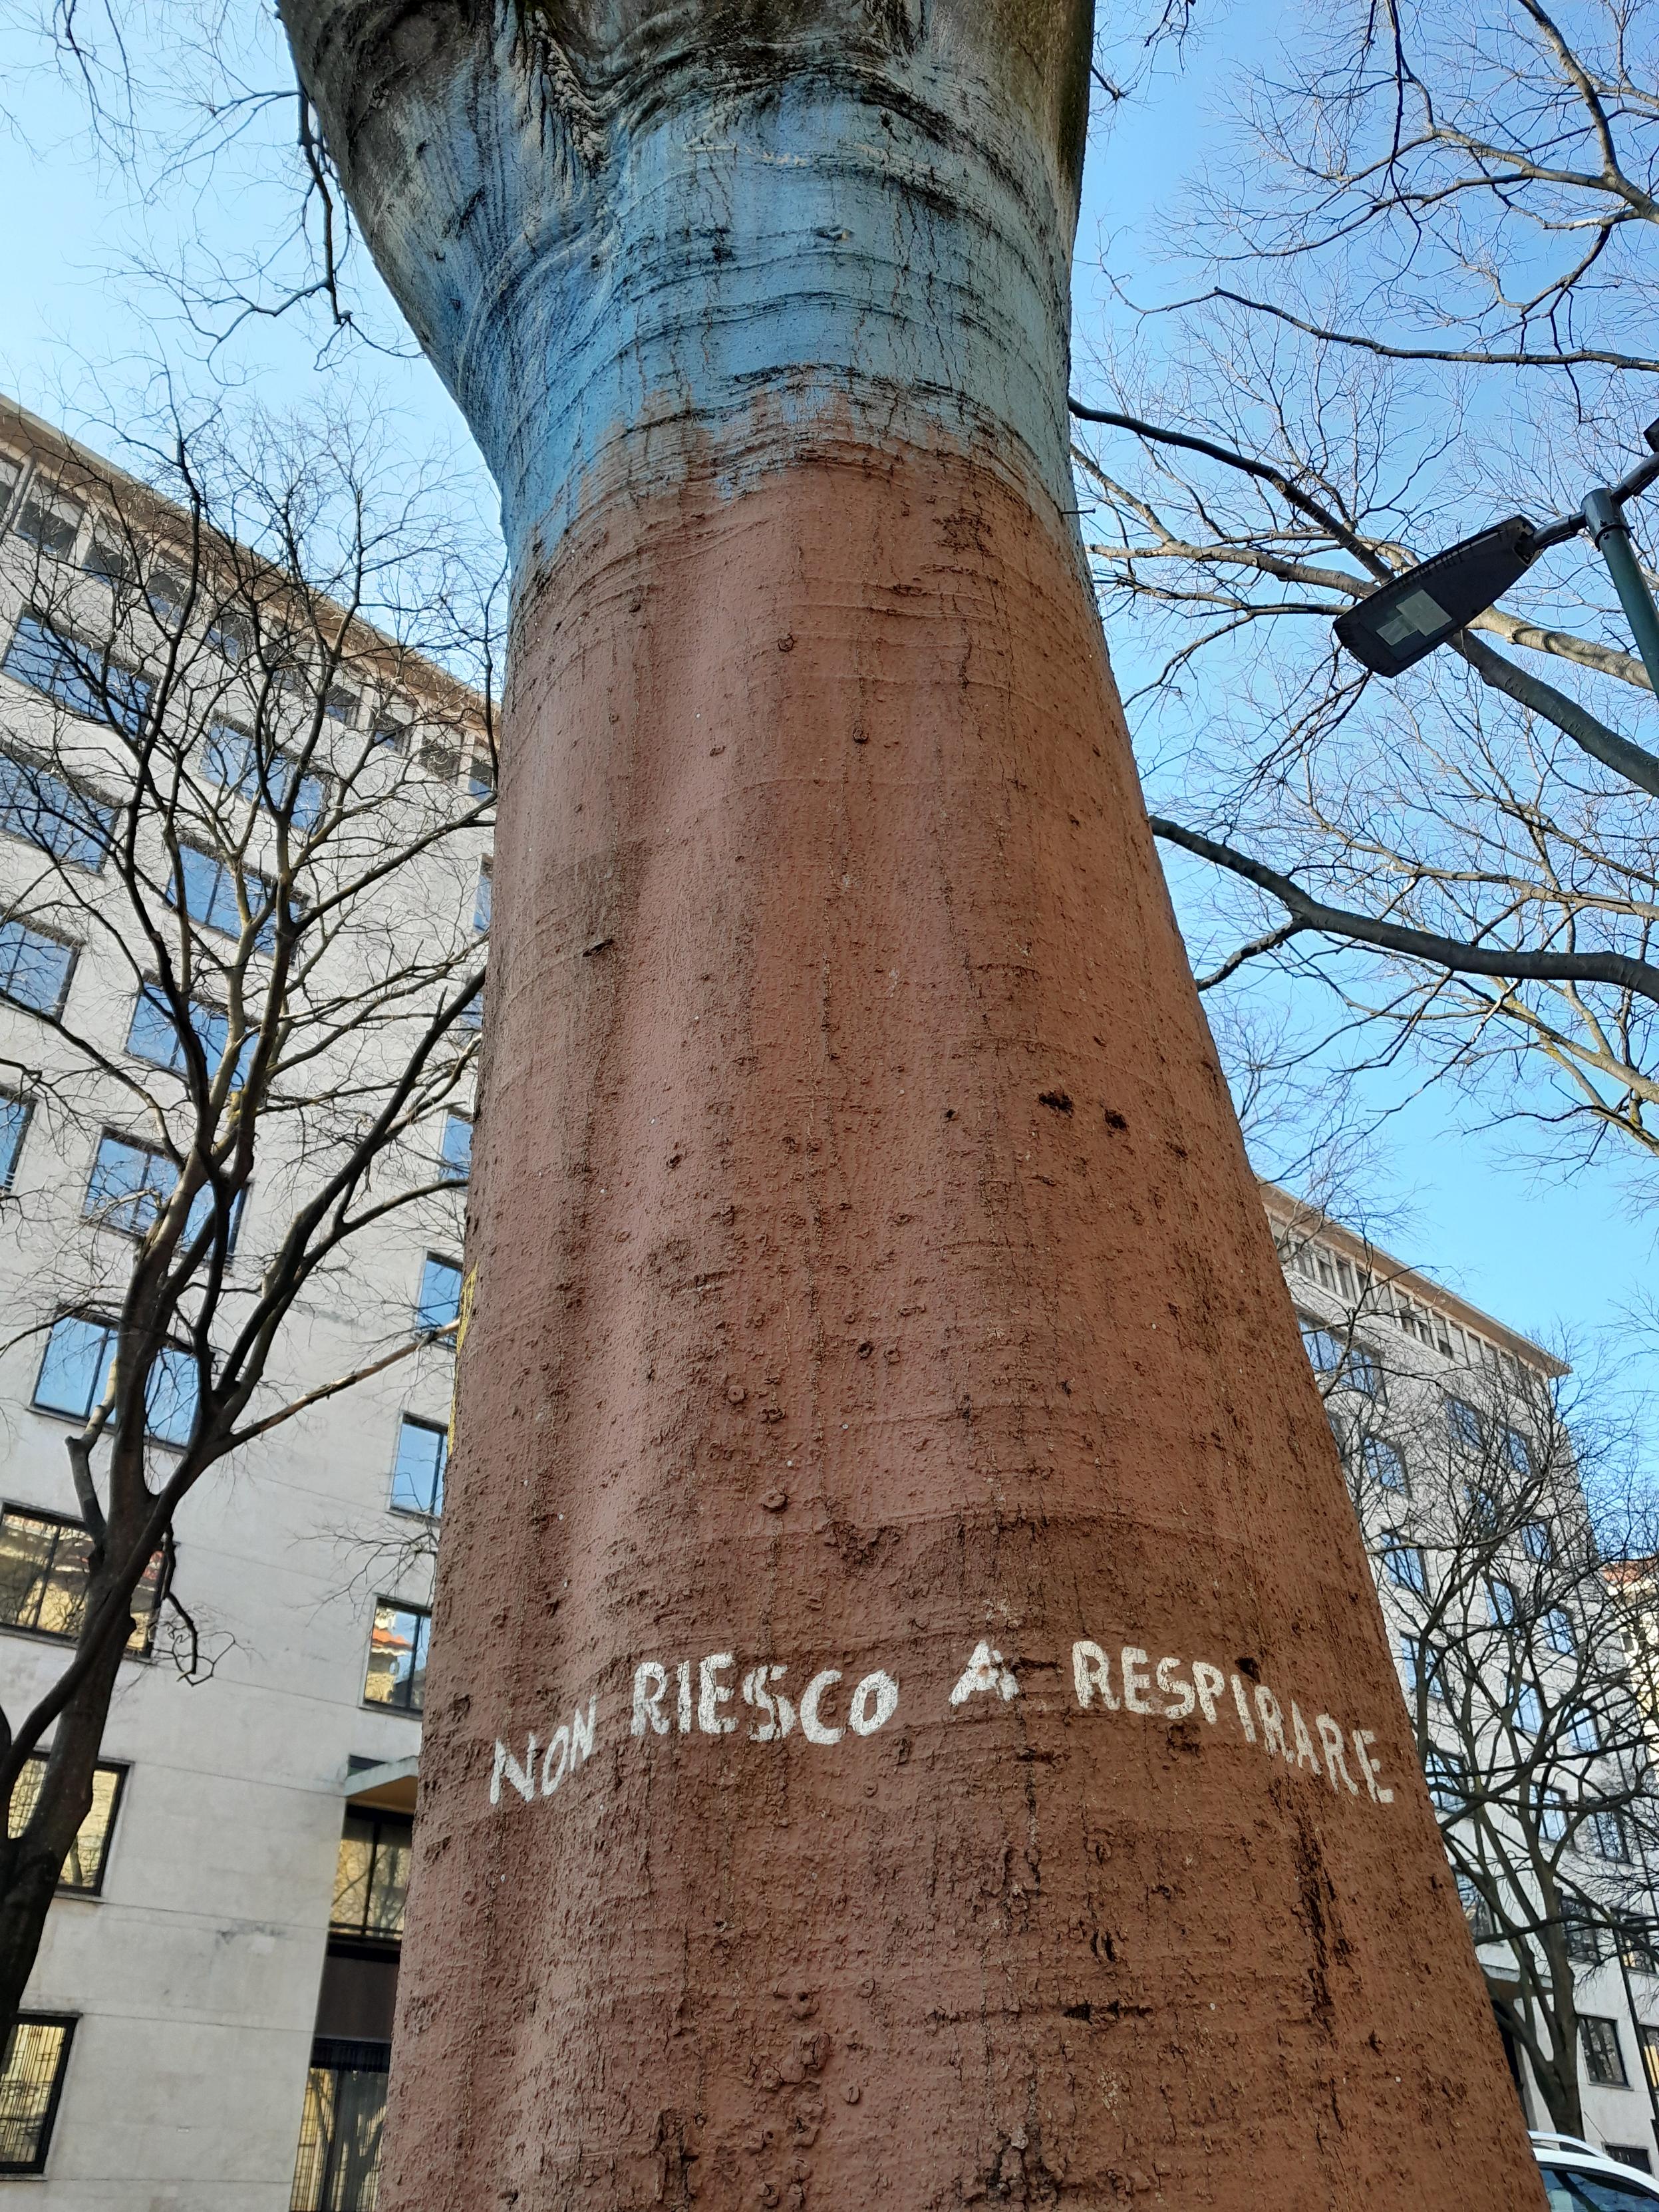 NON RIESCO A RESPIRARE